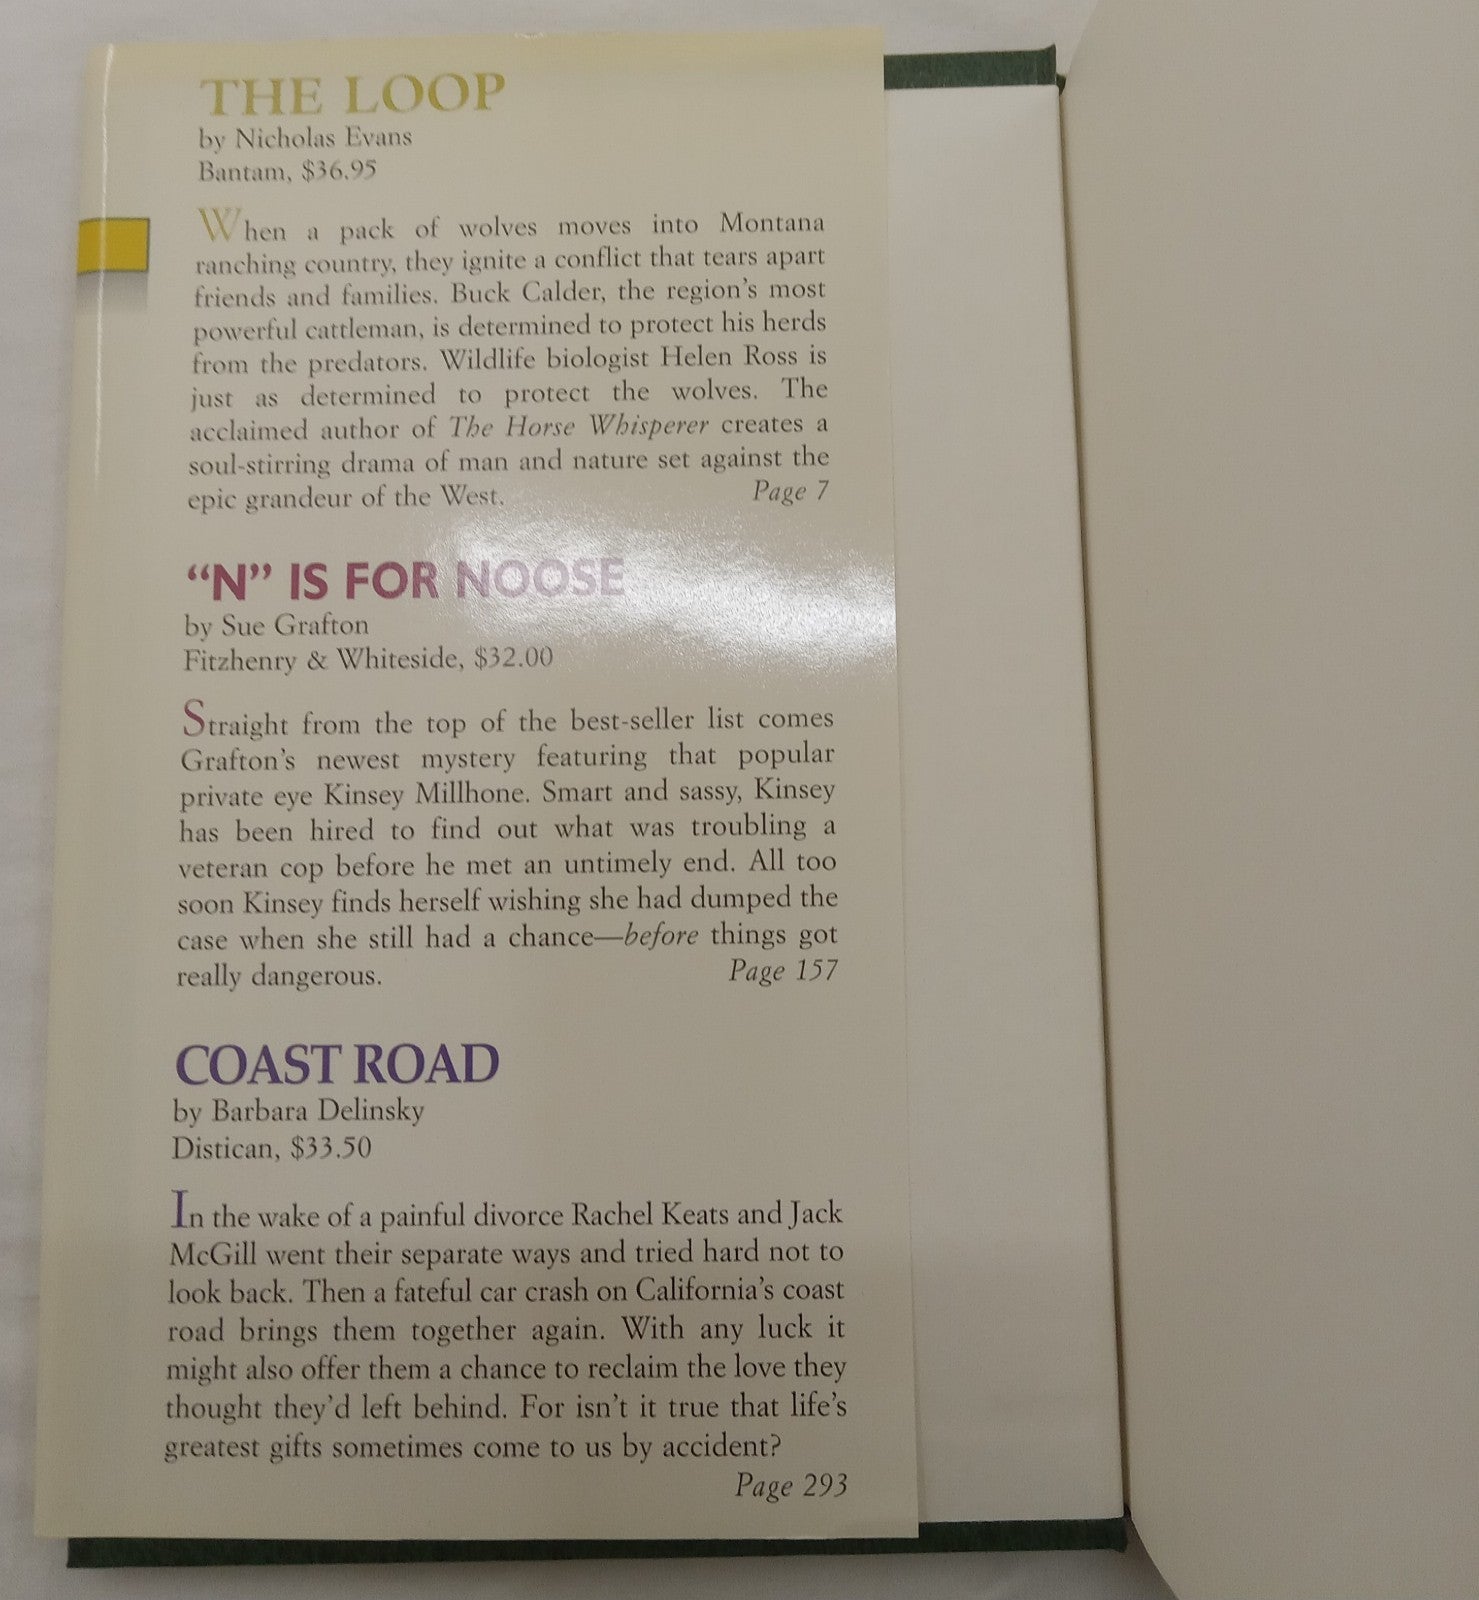 THE LOOP
by Nicholas Evans
Bantam, $36.95
When a pack of wolves moves into Montana
ranching country, they ignite a conflict that tears apart
friends and families. Buck Calder, the region's most
powerful cattleman, is determined to protect his herds
from the predators. Wildlife biologist Helen Ross is
just as determined to protect the wolves. The
acclaimed author of The Horse Whisperer creates a
soul-stirring drama of man and nature set against the
epic grandeur of the West. Page 7
“N” IS FOR NOOSE
by Sue Grafton
Fitzhenry & Whiteside, $32.00
Straight from the top of the best-seller list comes
Grafton's newest mystery featuring that popular
private eye Kinsey Millhone. Smart and sassy, Kinsey
has been hired to find out what was troubling a
veteran cop before he met an untimely end. All too
soon Kinsey finds herself wishing she had dumped the
case when she still had a chance—before things got
really dangerous. Page 157
COAST ROAD
by Barbara Delinsky
Distican, $33.50
In the wake of a painful divorce Rachel Keats and Jack
McGill went their separate ways and tried hard not to
look back. Then a fateful car crash on California's coast
road brings them together again. With any luck it
might also offer them a chance to reclaim the love they
thought they'd left behind. For isn't it true that life's
greatest gifts sometimes come to us by accident?
Page 293